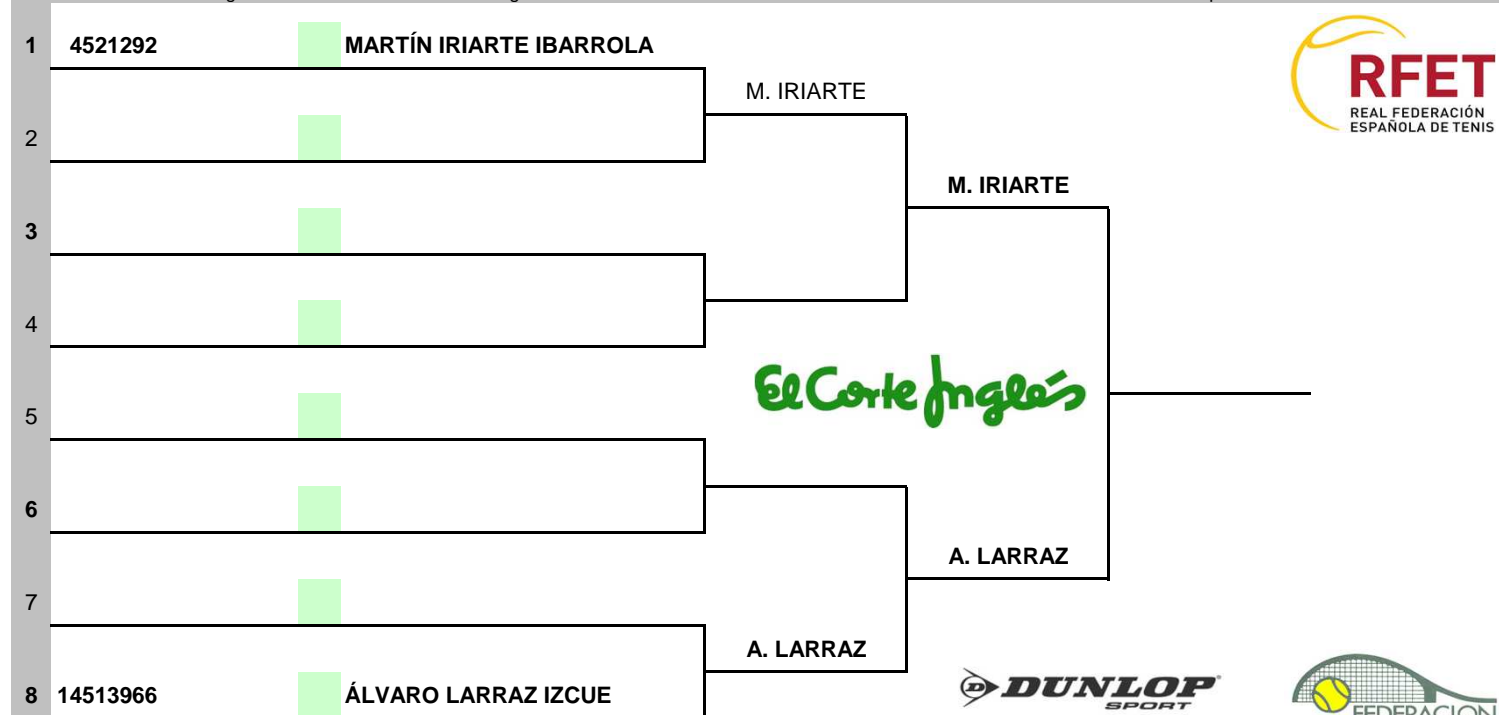 1 4521292 MARTÍN IRIARTE IBARROLA
RFET
REAL FEDERACIÓN
ESPAÑOLA DE TENIS
M. IRIARTE
2
M. IRIARTE
3
4
El Corte Inglés
5
6
A. LARRAZ
7
A. LARRAZ
8 14513966 ÁLVARO LARRAZ IZCUE
D DUNLOP
SPORT
FEDERACION